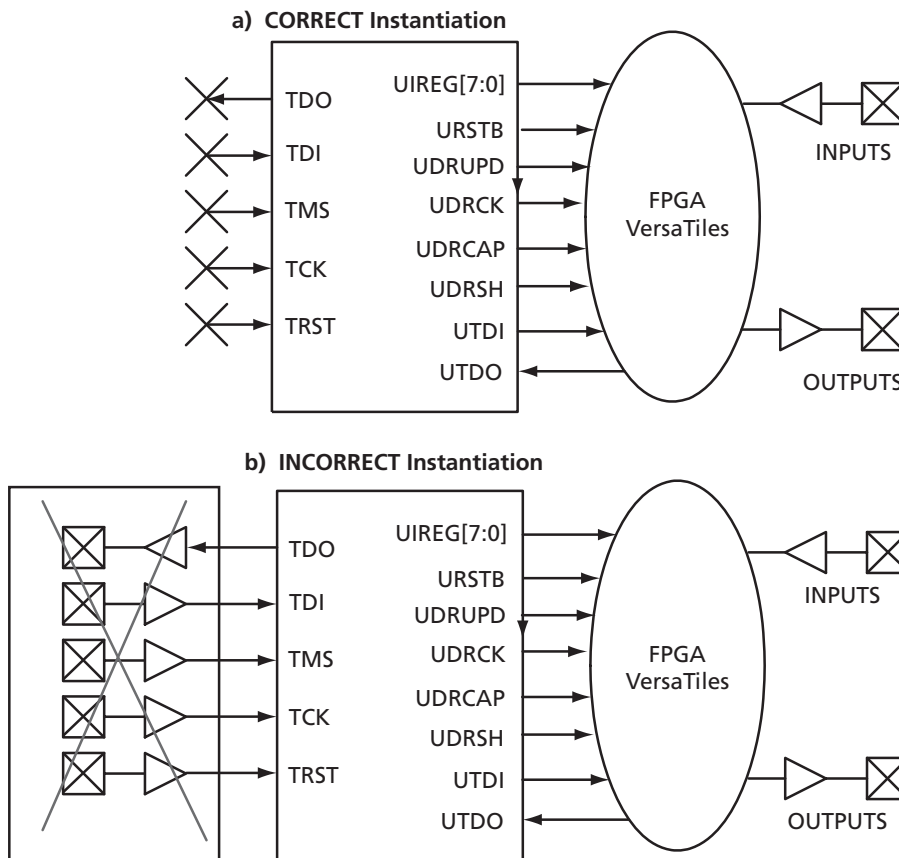 a) CORRECT Instantiation
TDO
TDI
TMS
TCK
TRST
UIREG[7:0]
URSTB
UDRUPD
UDRCK
UDRCAP
UDRSH
UTDI
UTDO
FPGA
VersaTiles
INPUTS
OUTPUTS
b) INCORRECT Instantiation
TDO
TDI
TMS
TCK
TRST
UIREG[7:0]
URSTB
UDRUPD
UDRCK
UDRCAP
UDRSH
UTDI
UTDO
FPGA
VersaTiles
INPUTS
OUTPUTS